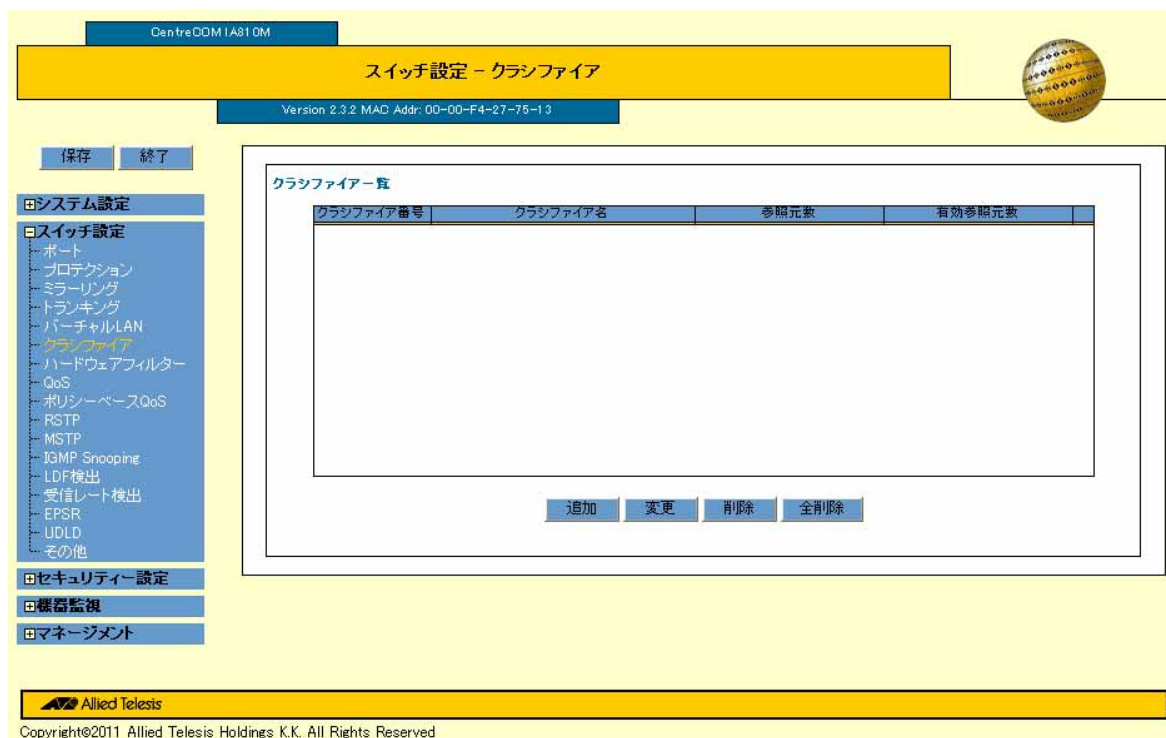 CentreCOM IA810M
スイッチ設定 - クラシファイア
Version 2.3.2 MAC Addr: 00-00-F4-27-75-13
保存 終了
システム設定
スイッチ設定
ポート
プロテクション
ミラーリング
トランキング
バーチャルLAN
クラシファイア
ハードウェアフィルター
QoS
ポリシーベースQoS
RSTP
MSTP
IGMP Snooping
LDF検出
受信レート検出
EPSR
UDLD
その他
セキュリティー設定
機器監視
マネージメント
クラシファイア一覧
クラシファイア番号 クラシファイア名 参照元数 有効参照元数
追加 変更 削除 全削除
Allied Telesis
Copyright©2011 Allied Telesis Holdings K.K. All Rights Reserved